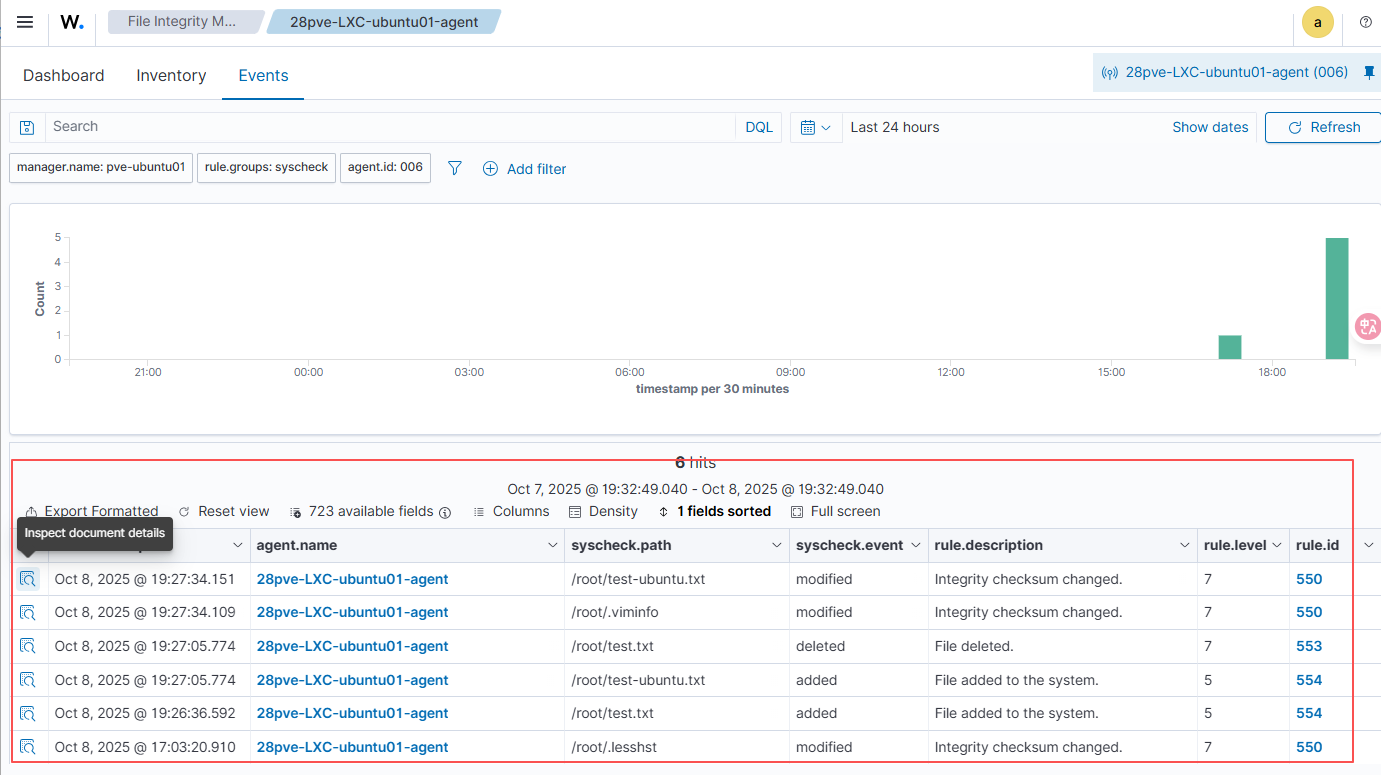 W.
File Integrity M...
28pve-LXC-ubuntu01-agent
a
Dashboard
Inventory
Events
28pve-LXC-ubuntu01-agent (006)
Search
DQL
Last 24 hours
Show dates
Refresh
manager.name: pve-ubuntu01
rule.groups: syscheck
agent.id: 006
Add filter
5
4
3
2
1
0
Count
21:00
00:00
03:00
06:00
09:00
12:00
15:00
18:00
timestamp per 30 minutes
中A
6 hits
Oct 7, 2025 @ 19:32:49.040 - Oct 8, 2025 @ 19:32:49.040
Export Formatted
Reset view
723 available fields
Columns
Density
1 fields sorted
Full screen
Inspect document details
agent.name syscheck.path syscheck.event rule.description rule.level rule.id
Oct 8, 2025 @ 19:27:34.151 28pve-LXC-ubuntu01-agent /root/test-ubuntu.txt modified Integrity checksum changed. 7 550
Oct 8, 2025 @ 19:27:34.109 28pve-LXC-ubuntu01-agent /root/.viminfo modified Integrity checksum changed. 7 550
Oct 8, 2025 @ 19:27:05.774 28pve-LXC-ubuntu01-agent /root/test.txt deleted File deleted. 7 553
Oct 8, 2025 @ 19:27:05.774 28pve-LXC-ubuntu01-agent /root/test-ubuntu.txt added File added to the system. 5 554
Oct 8, 2025 @ 19:26:36.592 28pve-LXC-ubuntu01-agent /root/test.txt added File added to the system. 5 554
Oct 8, 2025 @ 17:03:20.910 28pve-LXC-ubuntu01-agent /root/.lesshst modified Integrity checksum changed. 7 550